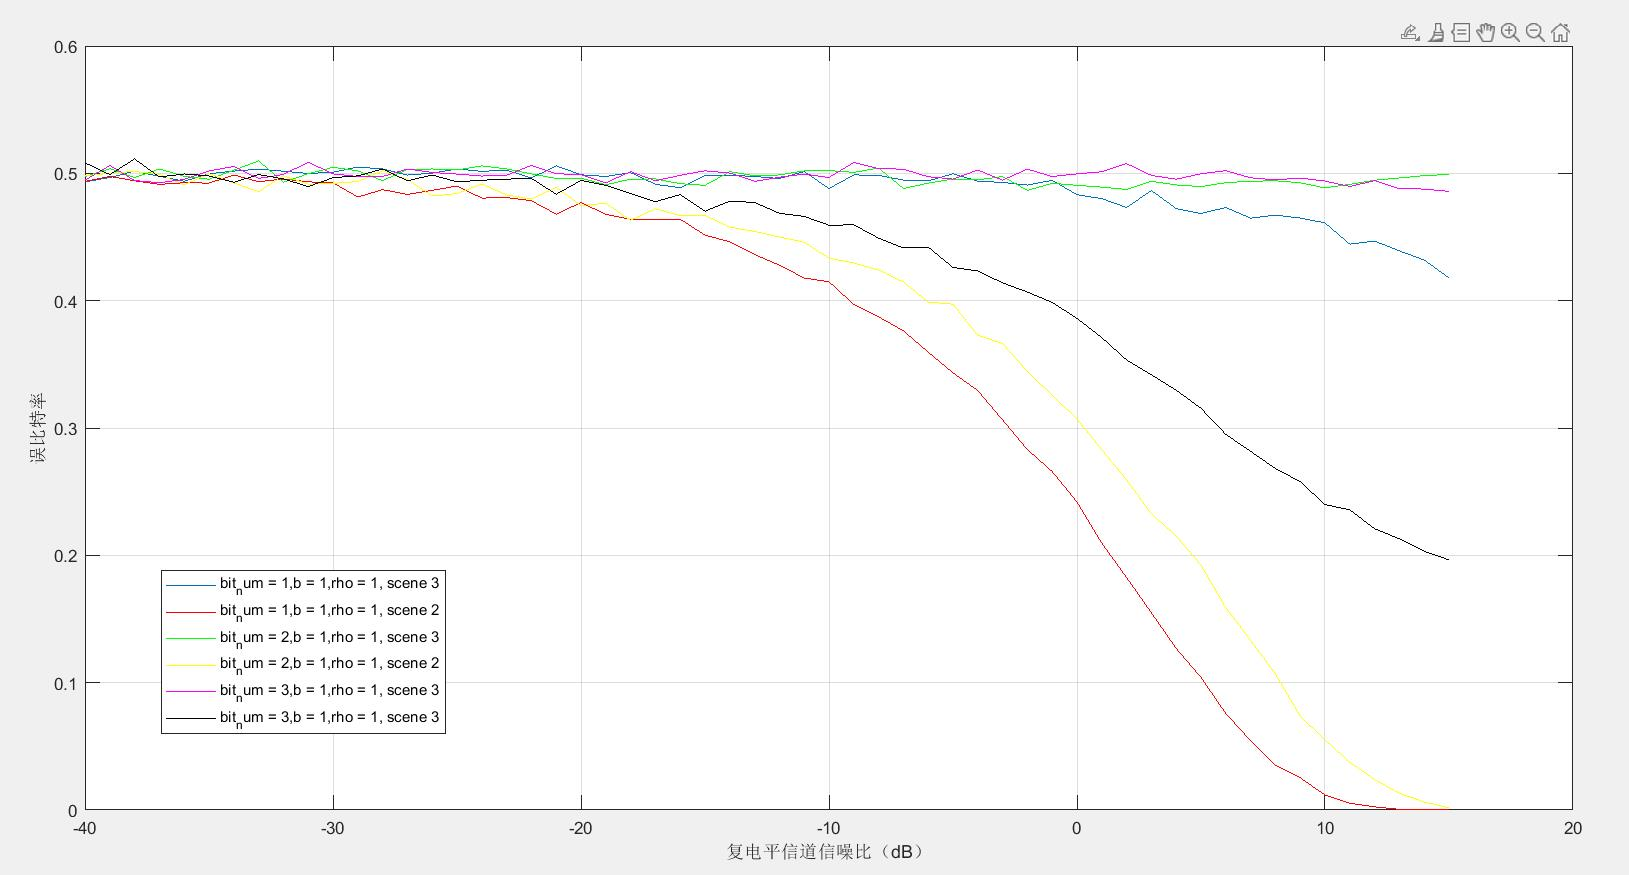 0.6
0.5
0.4
0.3
0.2
0.1
0
误比特率
bit_num = 1,b = 1,rho = 1, scene 3
bit_num = 1,b = 1,rho = 1, scene 2
bit_num = 2,b = 1,rho = 1, scene 3
bit_num = 2,b = 1,rho = 1, scene 2
bit_num = 3,b = 1,rho = 1, scene 3
bit_num = 3,b = 1,rho = 1, scene 3
-40 -30 -20 -10 0 10 20
复电平信道信噪比（dB）